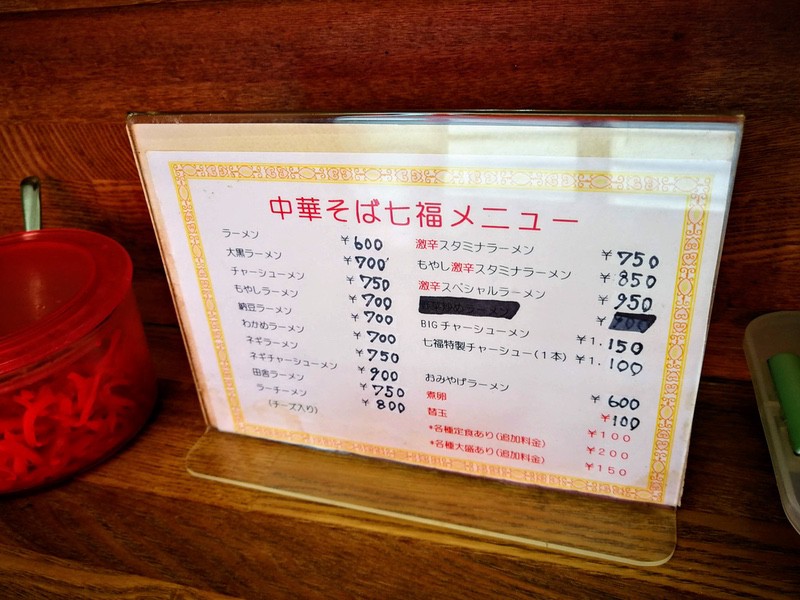 中華そば七福メニュー
ラーメン ¥600
大黒ラーメン ¥700
チャーシューメン ¥750
もやしラーメン ¥700
納豆ラーメン ¥700
わかめラーメン ¥700
ネギラーメン ¥750
ネギチャーシューメン ¥900
田舎ラーメン ¥750
ラーチーメン ¥800
(チーズ入り)
激辛スタミナラーメン ¥750
もやし激辛スタミナラーメン ¥850
激辛スペシャルラーメン ¥950
¥
BIGチャーシューメン ¥1.150
七福特製チャーシュー(1本) ¥1.100
おみやげラーメン ¥600
煮卵 ¥100
替玉 ¥100
*各種定食あり(追加料金) ¥200
*各種大盛あり(追加料金) ¥150